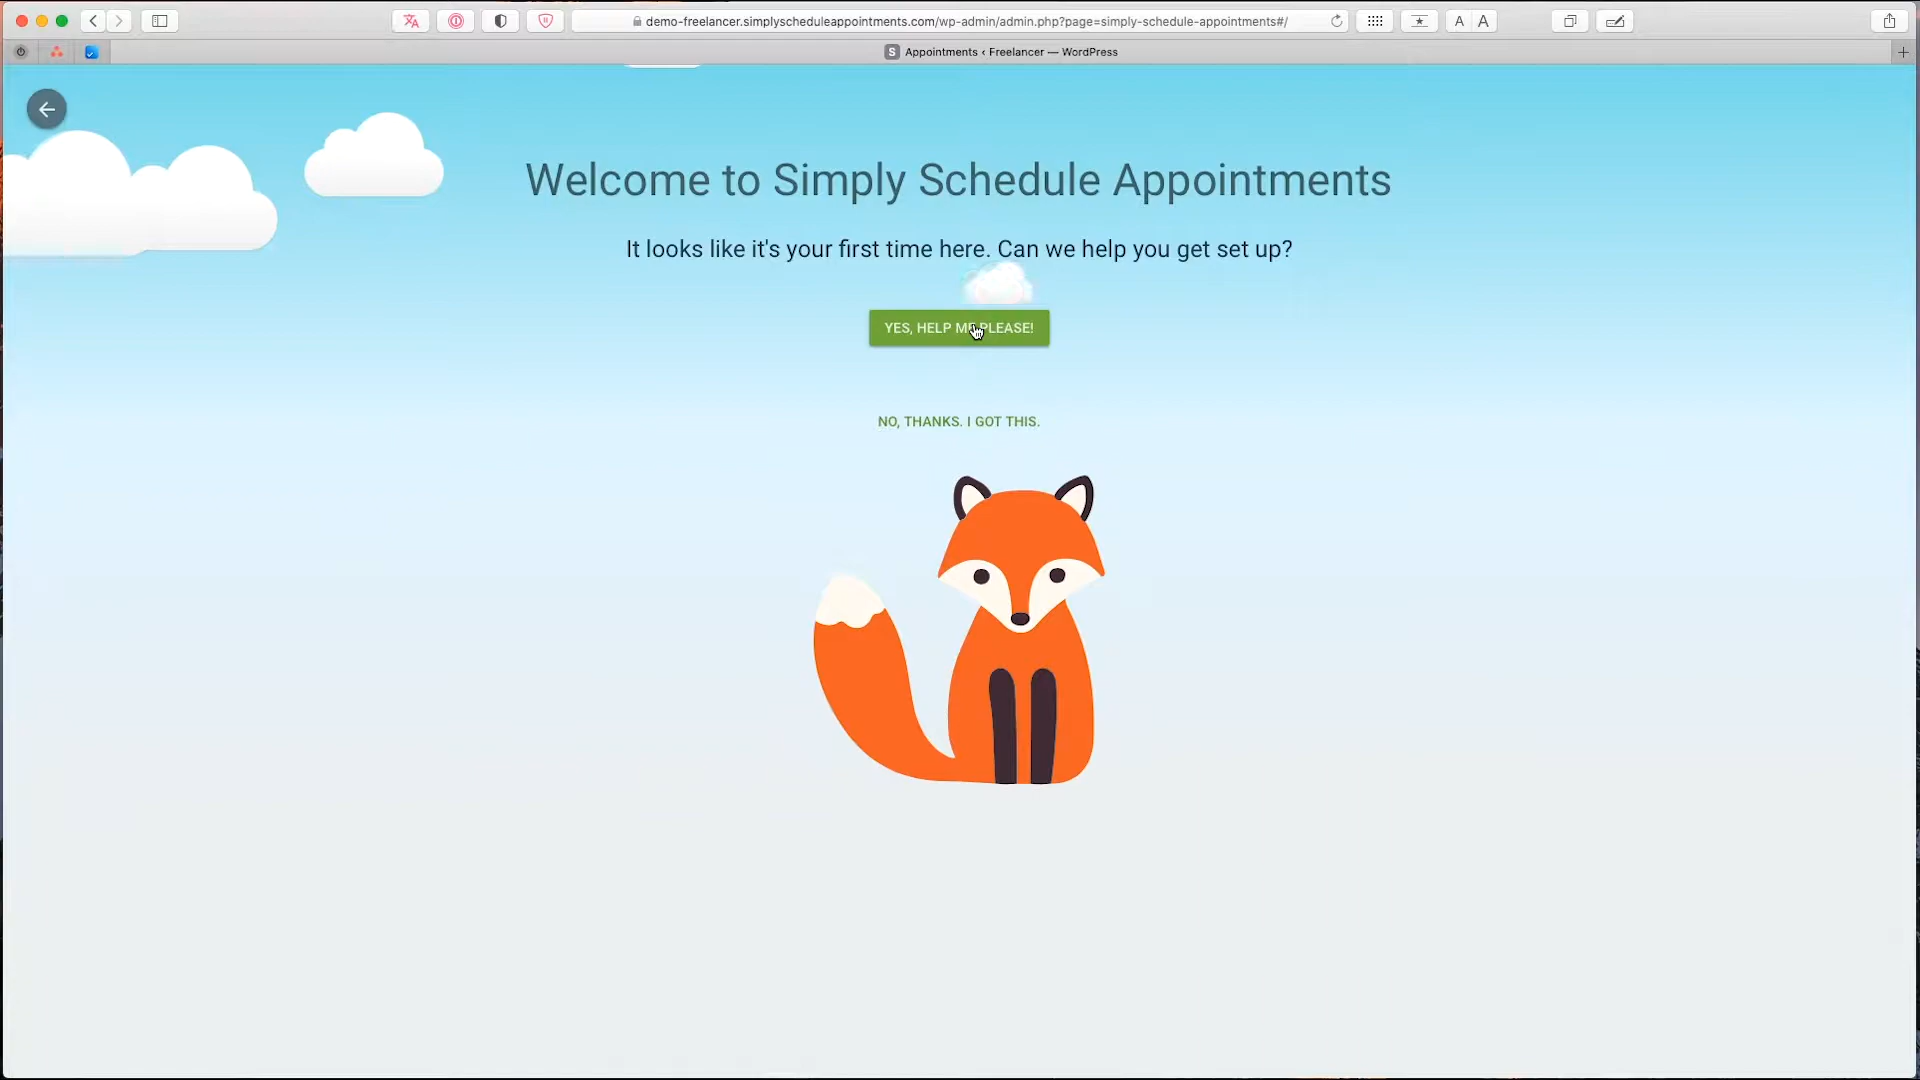 demo-freelancer.simplyscheduleappointments.com/wp-admin/admin.php?page=simply-schedule-appointments#/
A A
S Appointments ‹ Freelancer — WordPress
Welcome to Simply Schedule Appointments
It looks like it's your first time here. Can we help you get set up?
YES, HELP ME PLEASE!
NO, THANKS. I GOT THIS.